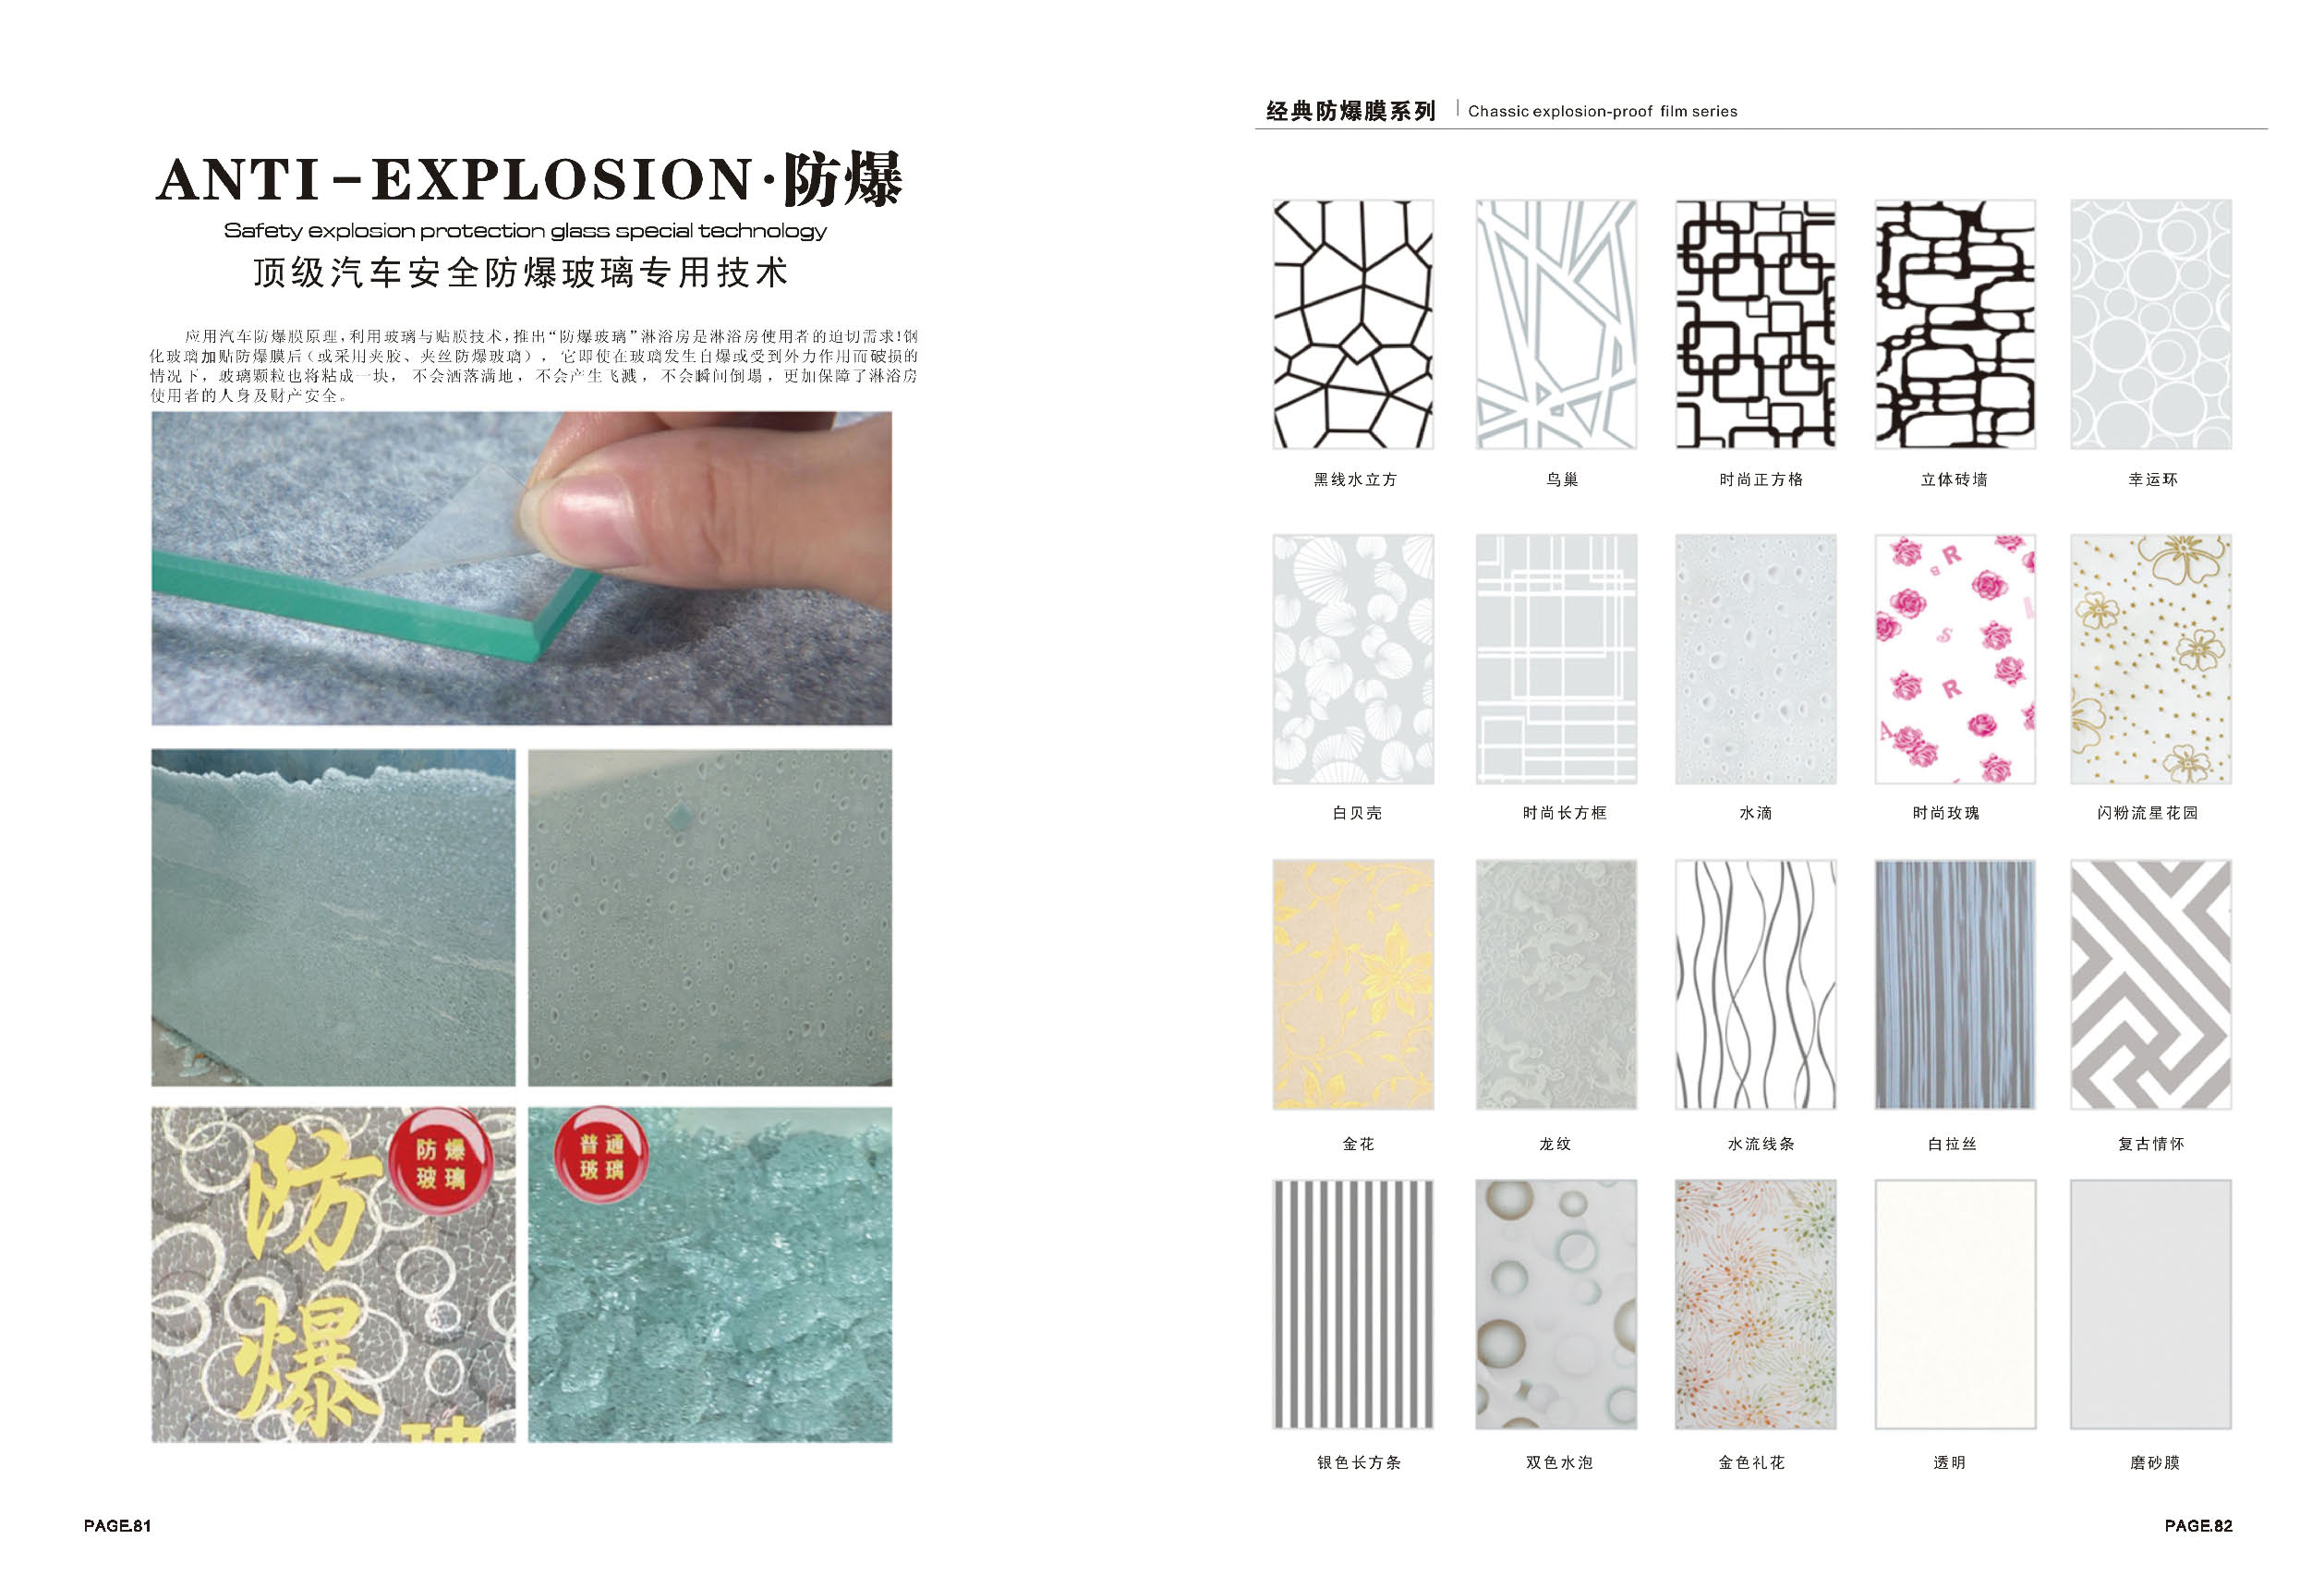 ANTI-EXPLOSION·防爆
Safety explosion protection glass special technology
顶级汽车安全防爆玻璃专用技术
应用汽车防爆膜原理,利用玻璃与贴膜技术,推出“防爆玻璃”淋浴房是淋浴房使用者的迫切需求!钢
化玻璃加贴防爆膜后（或采用夹胶、夹丝防爆玻璃），它即使在玻璃发生自爆或受到外力作用而破损的
情况下，玻璃颗粒也将粘成一块，不会洒落满地，不会产生飞溅，不会瞬间倒塌，更加保障了淋浴房
使用者的人身及财产安全。
防爆
玻璃
防
爆
普通
玻璃
PAGE.81
经典防爆膜系列 Chassic explosion-proof film series
黑线水立方 鸟巢 时尚正方格 立体砖墙 幸运环
R
B
S
R
A
白贝壳 时尚长方框 水滴 时尚玫瑰 闪粉流星花园
金花 龙纹 水流线条 白拉丝 复古情怀
银色长方条 双色水泡 金色礼花 透明 磨砂膜
PAGE.82